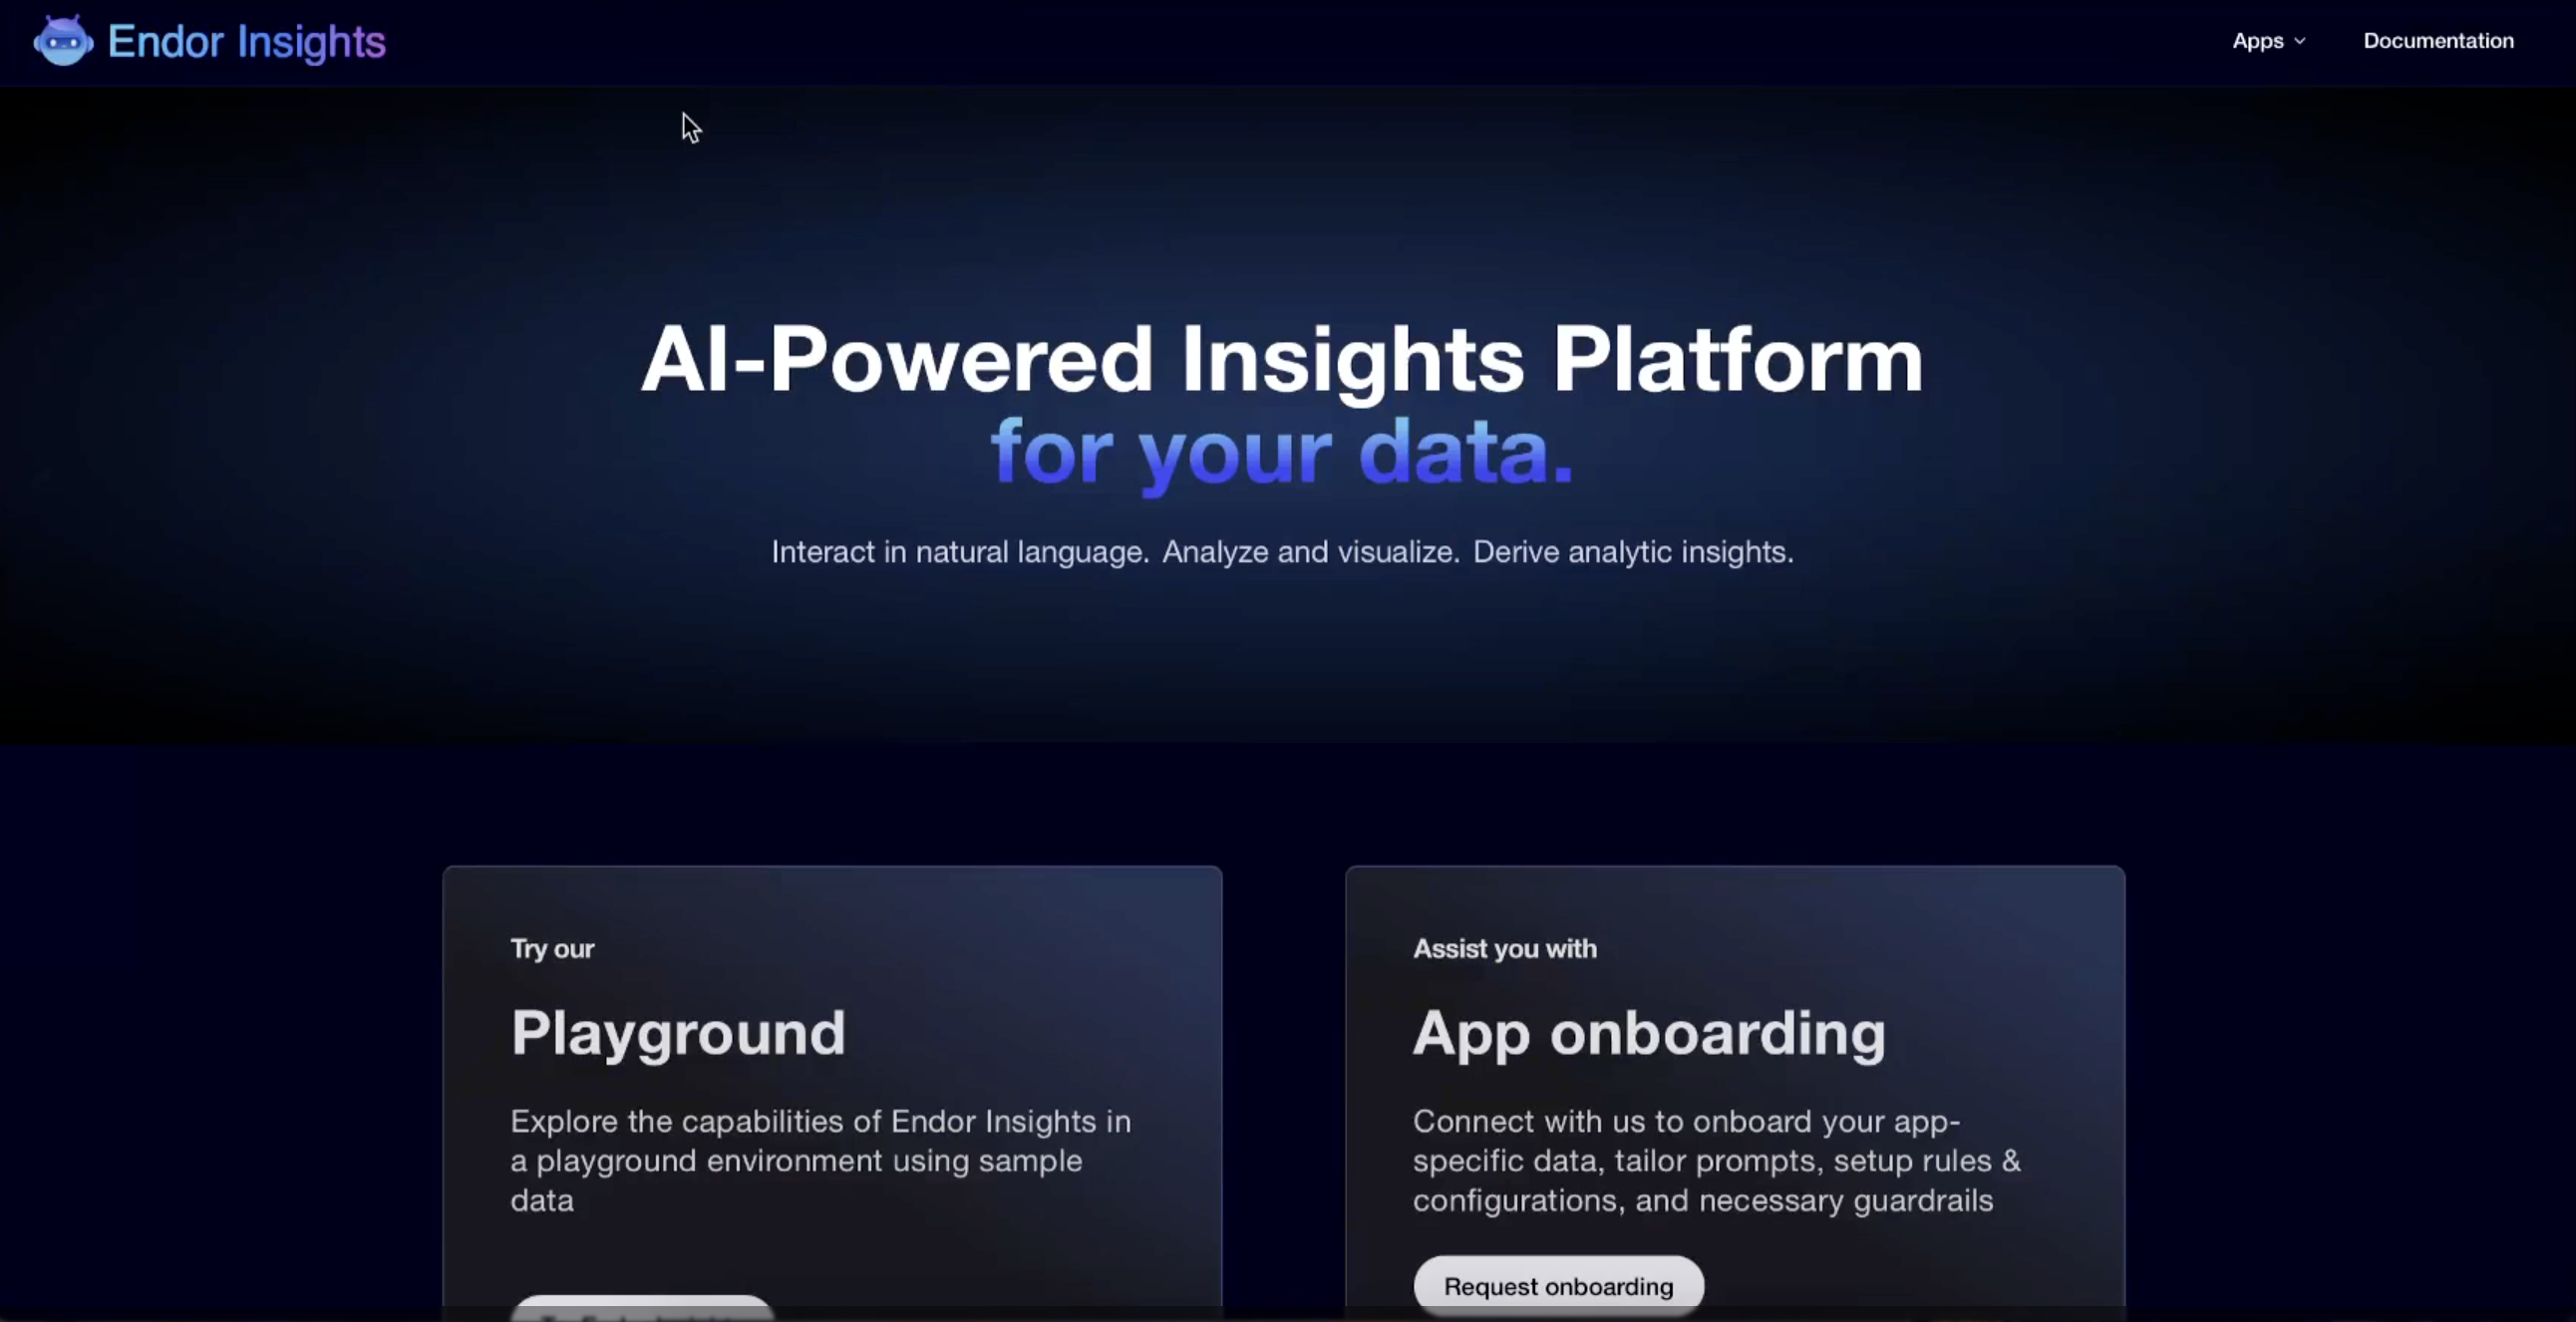 Endor Insights
Apps
Documentation
AI-Powered Insights Platform
for your data.
Interact in natural language. Analyze and visualize. Derive analytic insights.
Try our
Playground
Explore the capabilities of Endor Insights in
a playground environment using sample
data
Assist you with
App onboarding
Connect with us to onboard your app-
specific data, tailor prompts, setup rules &
configurations, and necessary guardrails
Request onboarding